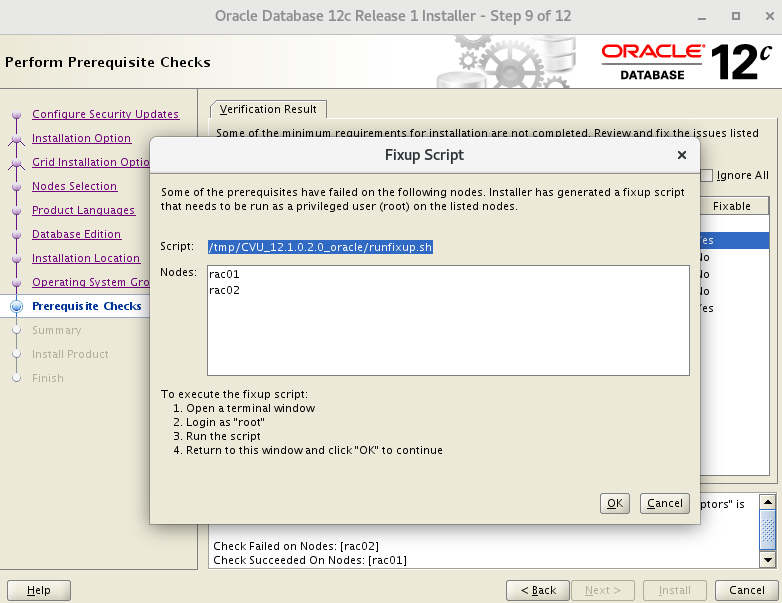 Oracle Database 12c Release 1 Installer - Step 9 of 12
Perform Prerequisite Checks
ORACLE
DATABASE
12c
Configure Security Updates
Installation Option
Grid Installation Optio
Nodes Selection
Product Languages
Database Edition
Installation Location
Operating System Gro
Prerequisite Checks
Summary
Install Product
Finish
Verification Result
Some of the minimum requirements for installation are not completed. Review and fix the issues listed
Ignore All
Fixable
es
No
No
No
es
Fixup Script
Some of the prerequisites have failed on the following nodes. Installer has generated a fixup script
that needs to be run as a privileged user (root) on the listed nodes.
Script: /tmp/CVU_12.1.0.2.0_oracle/runfixup.sh
Nodes:
rac01
rac02
To execute the fixup script:
1. Open a terminal window
2. Login as "root"
3. Run the script
4. Return to this window and click "OK" to continue
OK
Cancel
ptors" is
Check Failed on Nodes: [rac02]
Check Succeeded On Nodes: [rac01]
Help
< Back
Next >
Install
Cancel